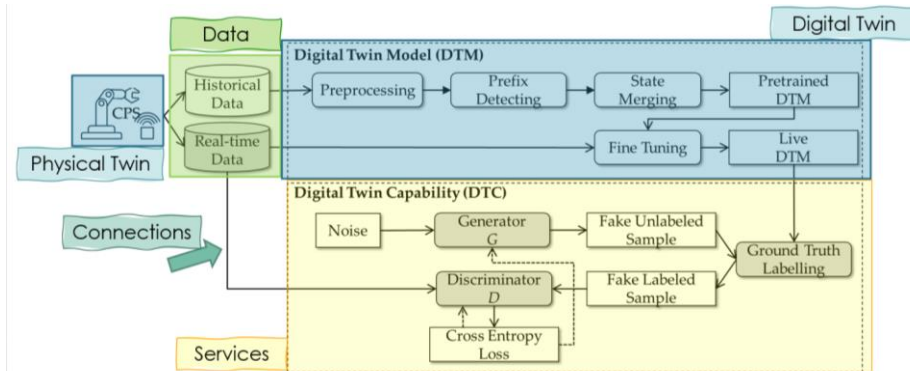 Digital Twin
Data
Digital Twin Model (DTM)
Historical
Data
Preprocessing
Prefix
Detecting
State
Merging
Pretrained
DTM
CPS
Real-time
Data
Fine Tuning
Live
DTM
Physical Twin
Digital Twin Capability (DTC)
Connections
Noise
Generator
G
Fake Unlabeled
Sample
Ground Truth
Labelling
Discriminator
D
Fake Labeled
Sample
Cross Entropy
Loss
Services